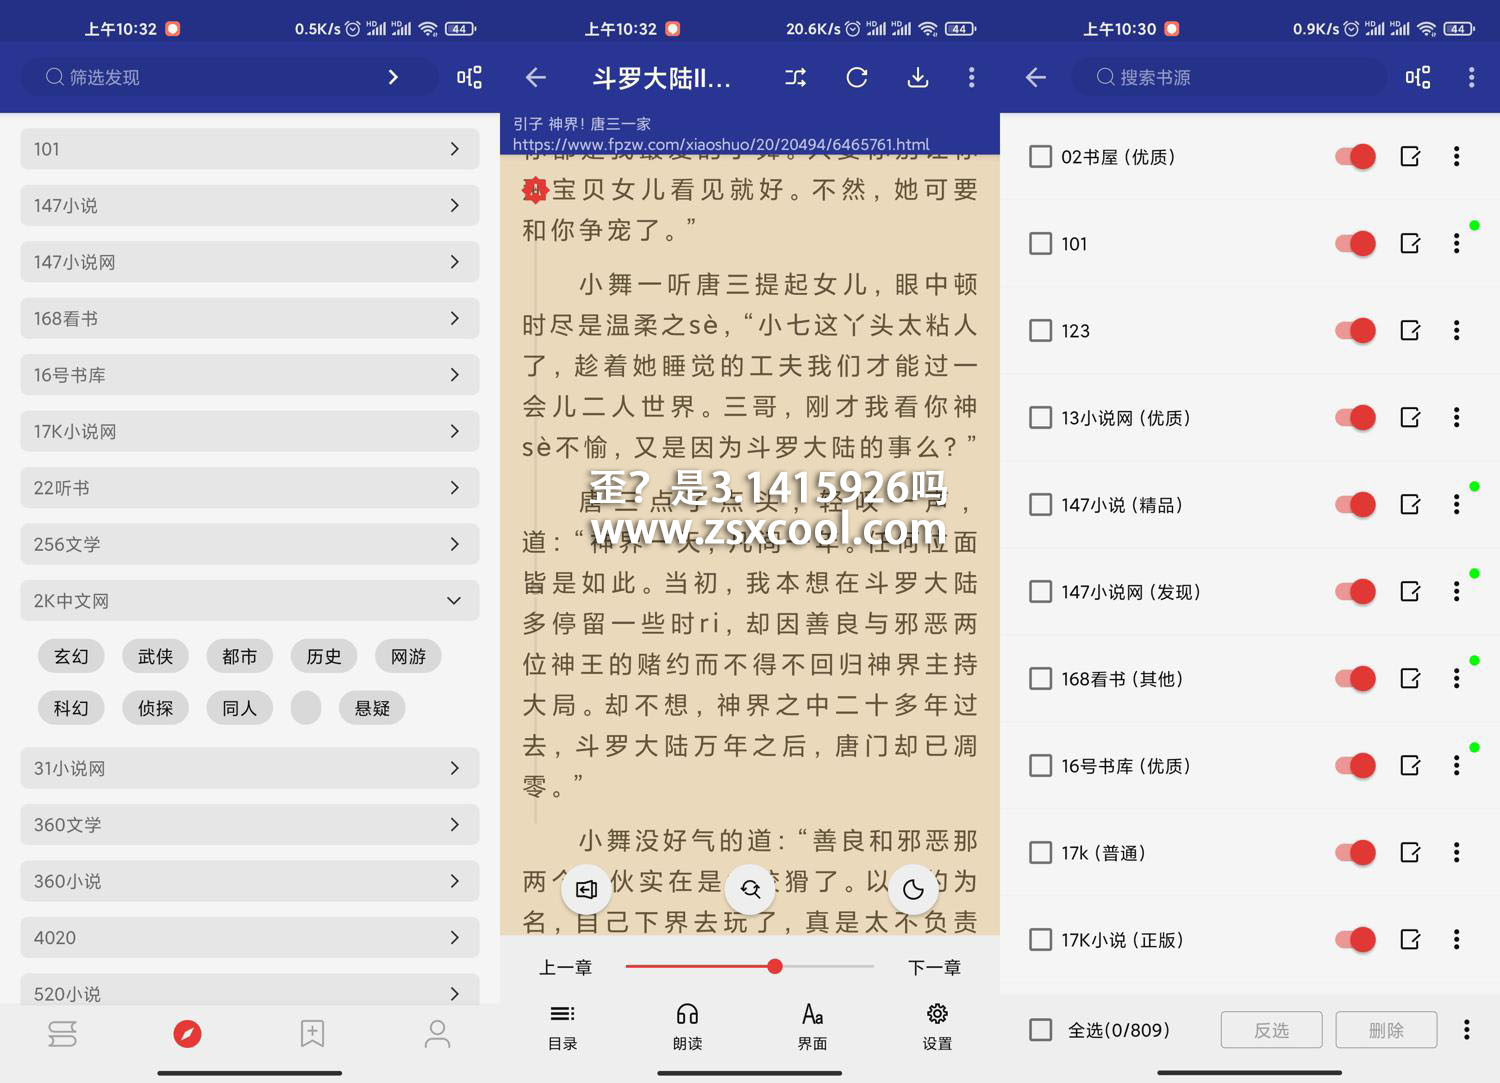 上午10:32
0.5K/s
HD
HD
44
筛选发现
101
147小说
147小说网
168看书
16号书库
17K小说网
22听书
256文学
2K中文网
玄幻 武侠 都市 历史 网游
科幻 侦探 同人 悬疑
31小说网
360文学
360小说
4020
520小说
上午10:32
20.6K/s
HD
HD
44
斗罗大陆II...
引子 神界！唐三一家
https://www.fpzw.com/xiaoshuo/20/20494/6465761.html
宝贝女儿看见就好。不然，她可要
和你争宠了。”
小舞一听唐三提起女儿，眼中顿
时尽是温柔之sè，“小七这丫头太粘人
了，趁着她睡觉的工夫我们才能过一
会儿二人世界。三哥，刚才我看你神
sè不愉，又是因为斗罗大陆的事么？”
歪？是3.1415926吗
www.zsxcool.com
唐三点了点头，轻叹一声，
道：“神界一天，凡间一年。任何位面
皆是如此。当初，我本想在斗罗大陆
多停留一些时ri，却因善良与邪恶两
位神王的赌约而不得不回归神界主持
大局。却不想，神界之中二十多年过
去，斗罗大陆万年之后，唐门却已凋
零。”
小舞没好气的道：“善良和邪恶那
两个 伙实在是 狡猾了。以 约为
名，自己下界去玩了，真是太不负责
上一章
下一章
目录
朗读
Aa
界面
设置
上午10:30
0.9K/s
HD
HD
44
搜索书源
02书屋 (优质)
101
123
13小说网 (优质)
147小说 (精品)
147小说网 (发现)
168看书 (其他)
16号书库 (优质)
17k (普通)
17K小说 (正版)
全选(0/809)
反选
删除